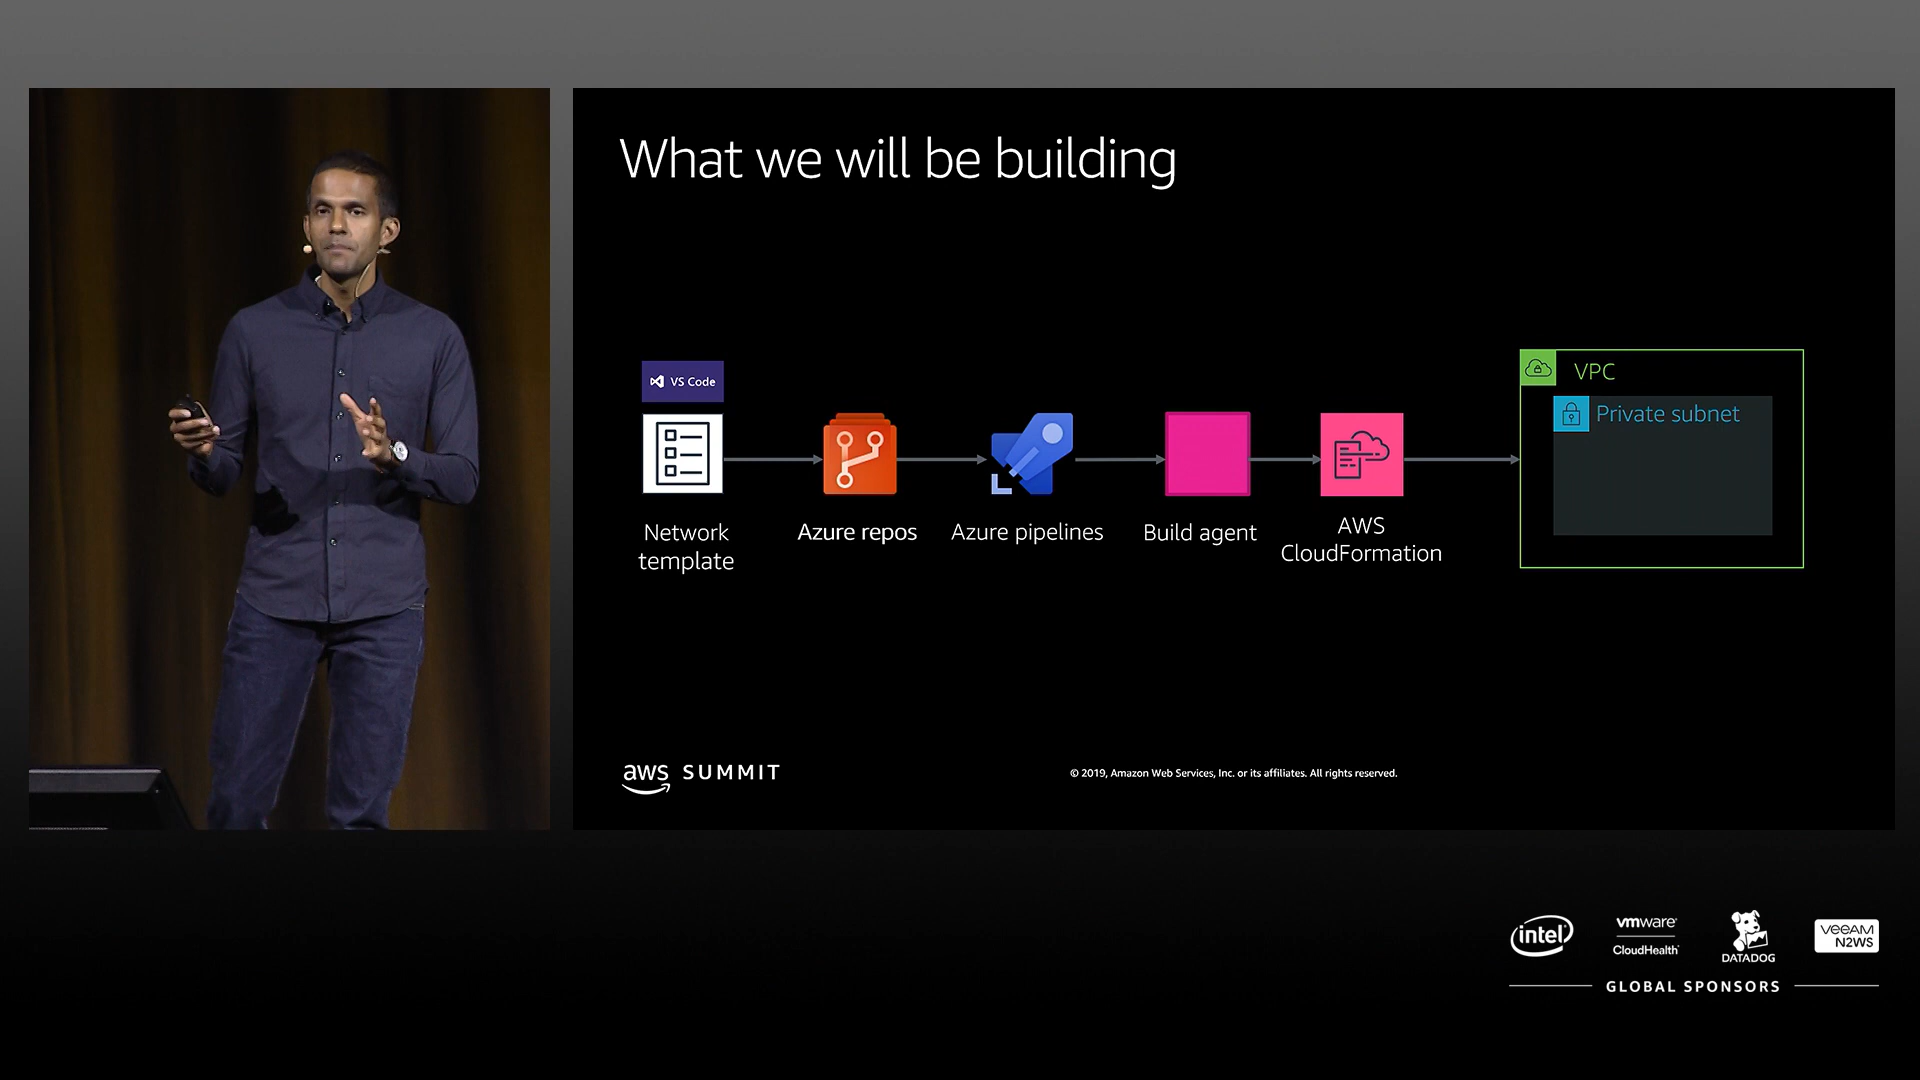 What we will be building
VS Code
Network
template
Azure repos
Azure pipelines
Build agent
AWS
CloudFormation
VPC
Private subnet
aws SUMMIT
© 2019, Amazon Web Services, Inc. or its affiliates. All rights reserved.
intel
vmware
CloudHealth
DATADOG
VEEAM
N2WS
GLOBAL SPONSORS